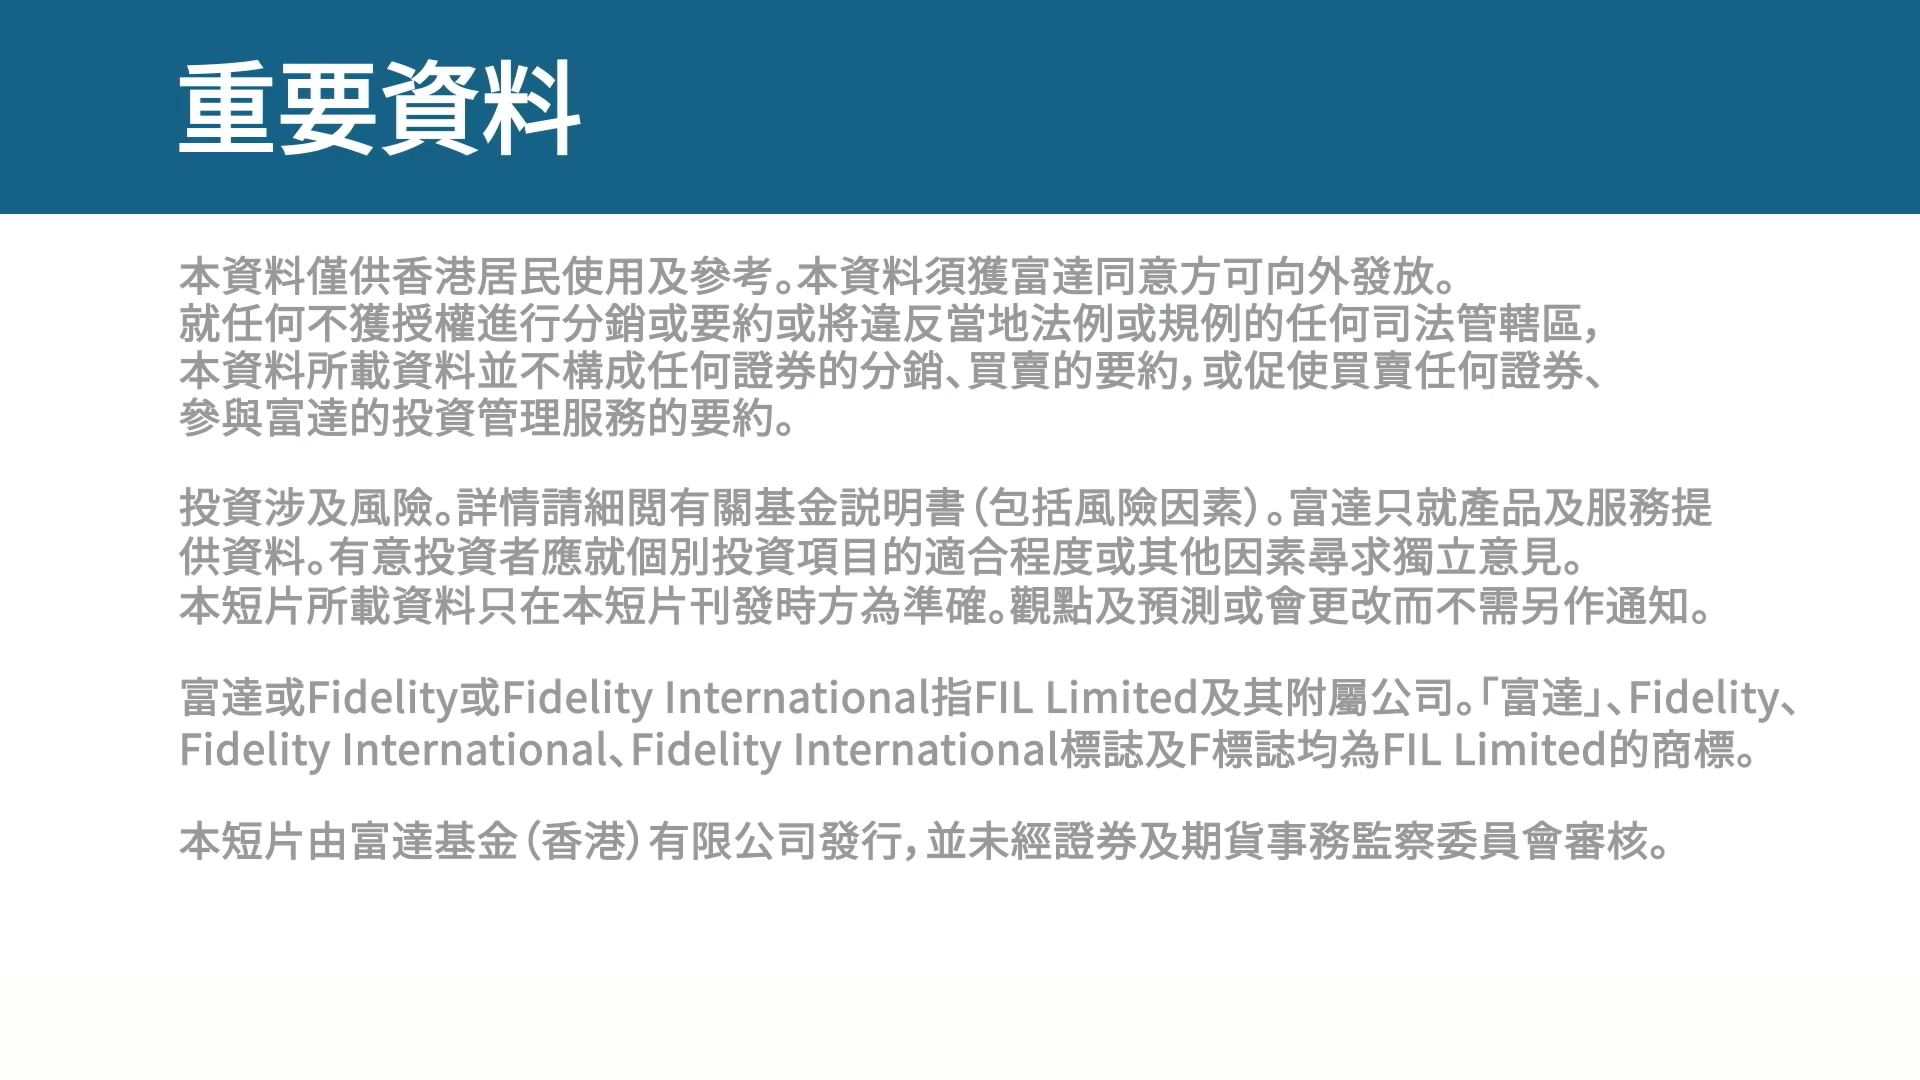 重要資料
本資料僅供香港居民使用及參考。本資料須獲富達同意方可向外發放。
就任何不獲授權進行分銷或要約或將違反當地法例或規例的任何司法管轄區，
本資料所載資料並不構成任何證券的分銷、買賣的要約，或促使買賣任何證券、
參與富達的投資管理服務的要約。
投資涉及風險。詳情請細閱有關基金説明書（包括風險因素）。富達只就產品及服務提
供資料。有意投資者應就個別投資項目的適合程度或其他因素尋求獨立意見。
本短片所載資料只在本短片刊發時方為準確。觀點及預測或會更改而不需另作通知。
富達或Fidelity或Fidelity International指FIL Limited及其附屬公司。「富達」、Fidelity、
Fidelity International、Fidelity International標誌及F標誌均為FIL Limited的商標。
本短片由富達基金（香港）有限公司發行，並未經證券及期貨事務監察委員會審核。